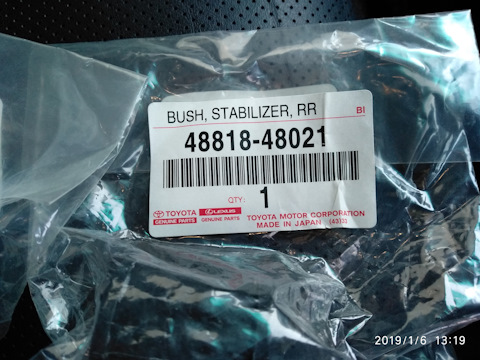 BUSH, STABILIZER, RR BI
48818-48021
QTY: 1
TOYOTA LEXUS TOYOTA MOTOR CORPORATION
GENUINE PARTS GENUINE PARTS MADE IN JAPAN (43J3)
2019/1/6 13:19